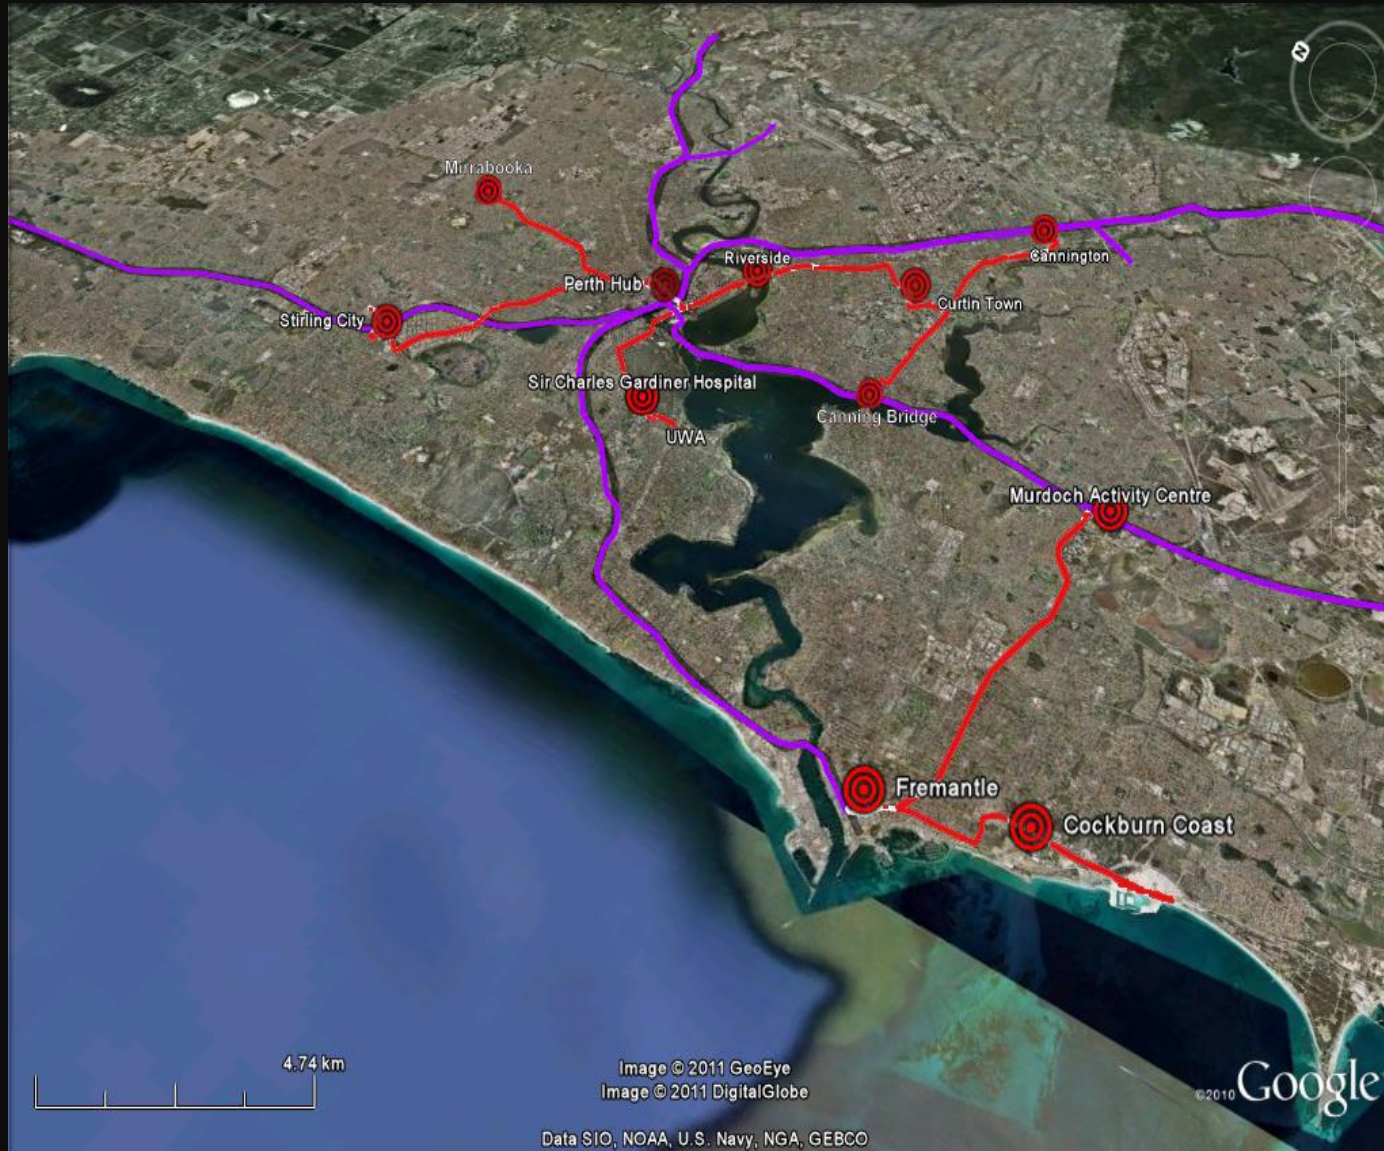 N
Mirrabooka
Riverside
Cannington
Perth Hub
Curtin Town
Stirling City
Sir Charles Gardiner Hospital
Canning Bridge
UWA
Murdoch Activity Centre
Fremantle
Cockburn Coast
4.74 km
Image © 2011 GeoEye
Image © 2011 DigitalGlobe
©2010 Google
Data SIO, NOAA, U.S. Navy, NGA, GEBCO